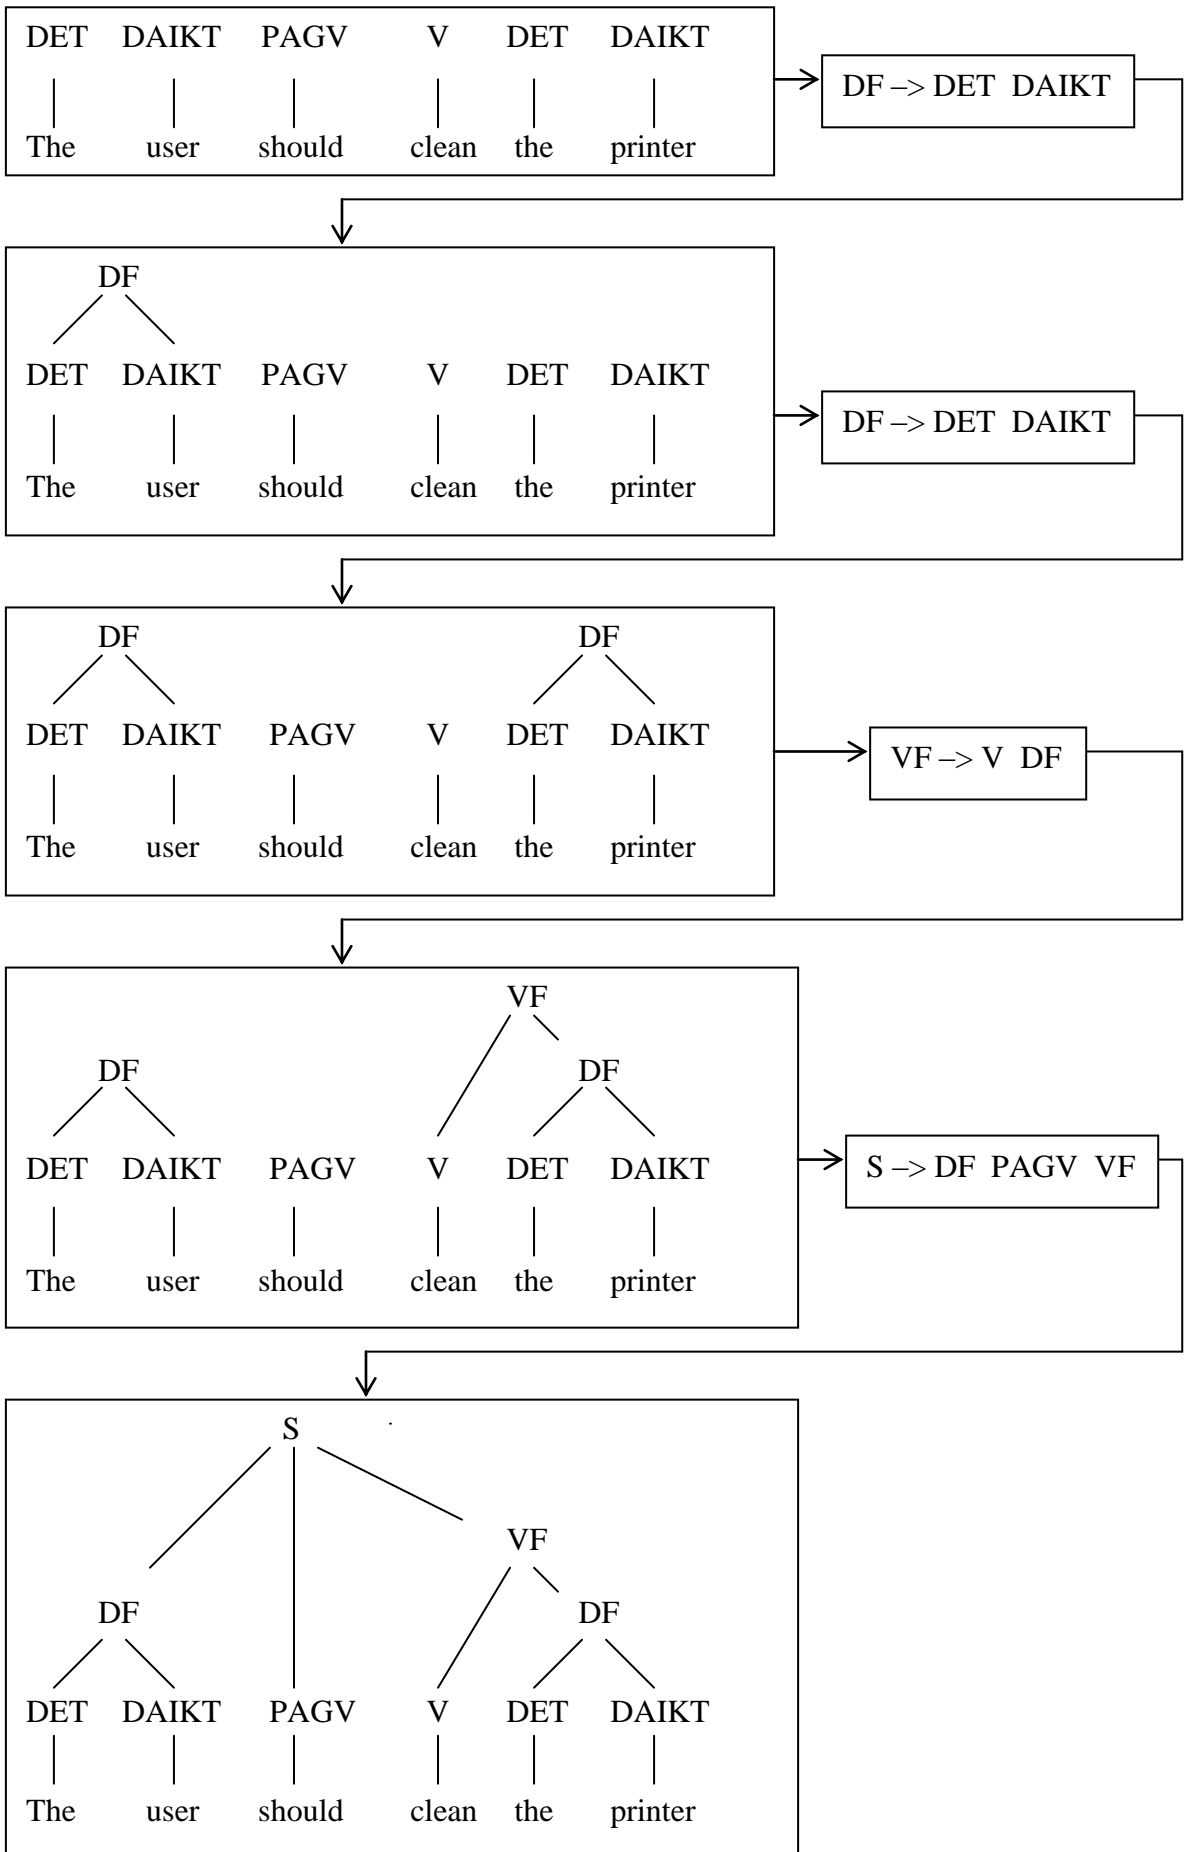 DET DAIKT PAGV V DET DAIKT
DF –> DET DAIKT
The user should clean the printer
DF
DET DAIKT PAGV V DET DAIKT
DF –> DET DAIKT
The user should clean the printer
DF DF
DET DAIKT PAGV V DET DAIKT
VF –> V DF
The user should clean the printer
VF
DF DF
DET DAIKT PAGV V DET DAIKT
S –> DF PAGV VF
The user should clean the printer
S
VF
DF DF
DET DAIKT PAGV V DET DAIKT
The user should clean the printer